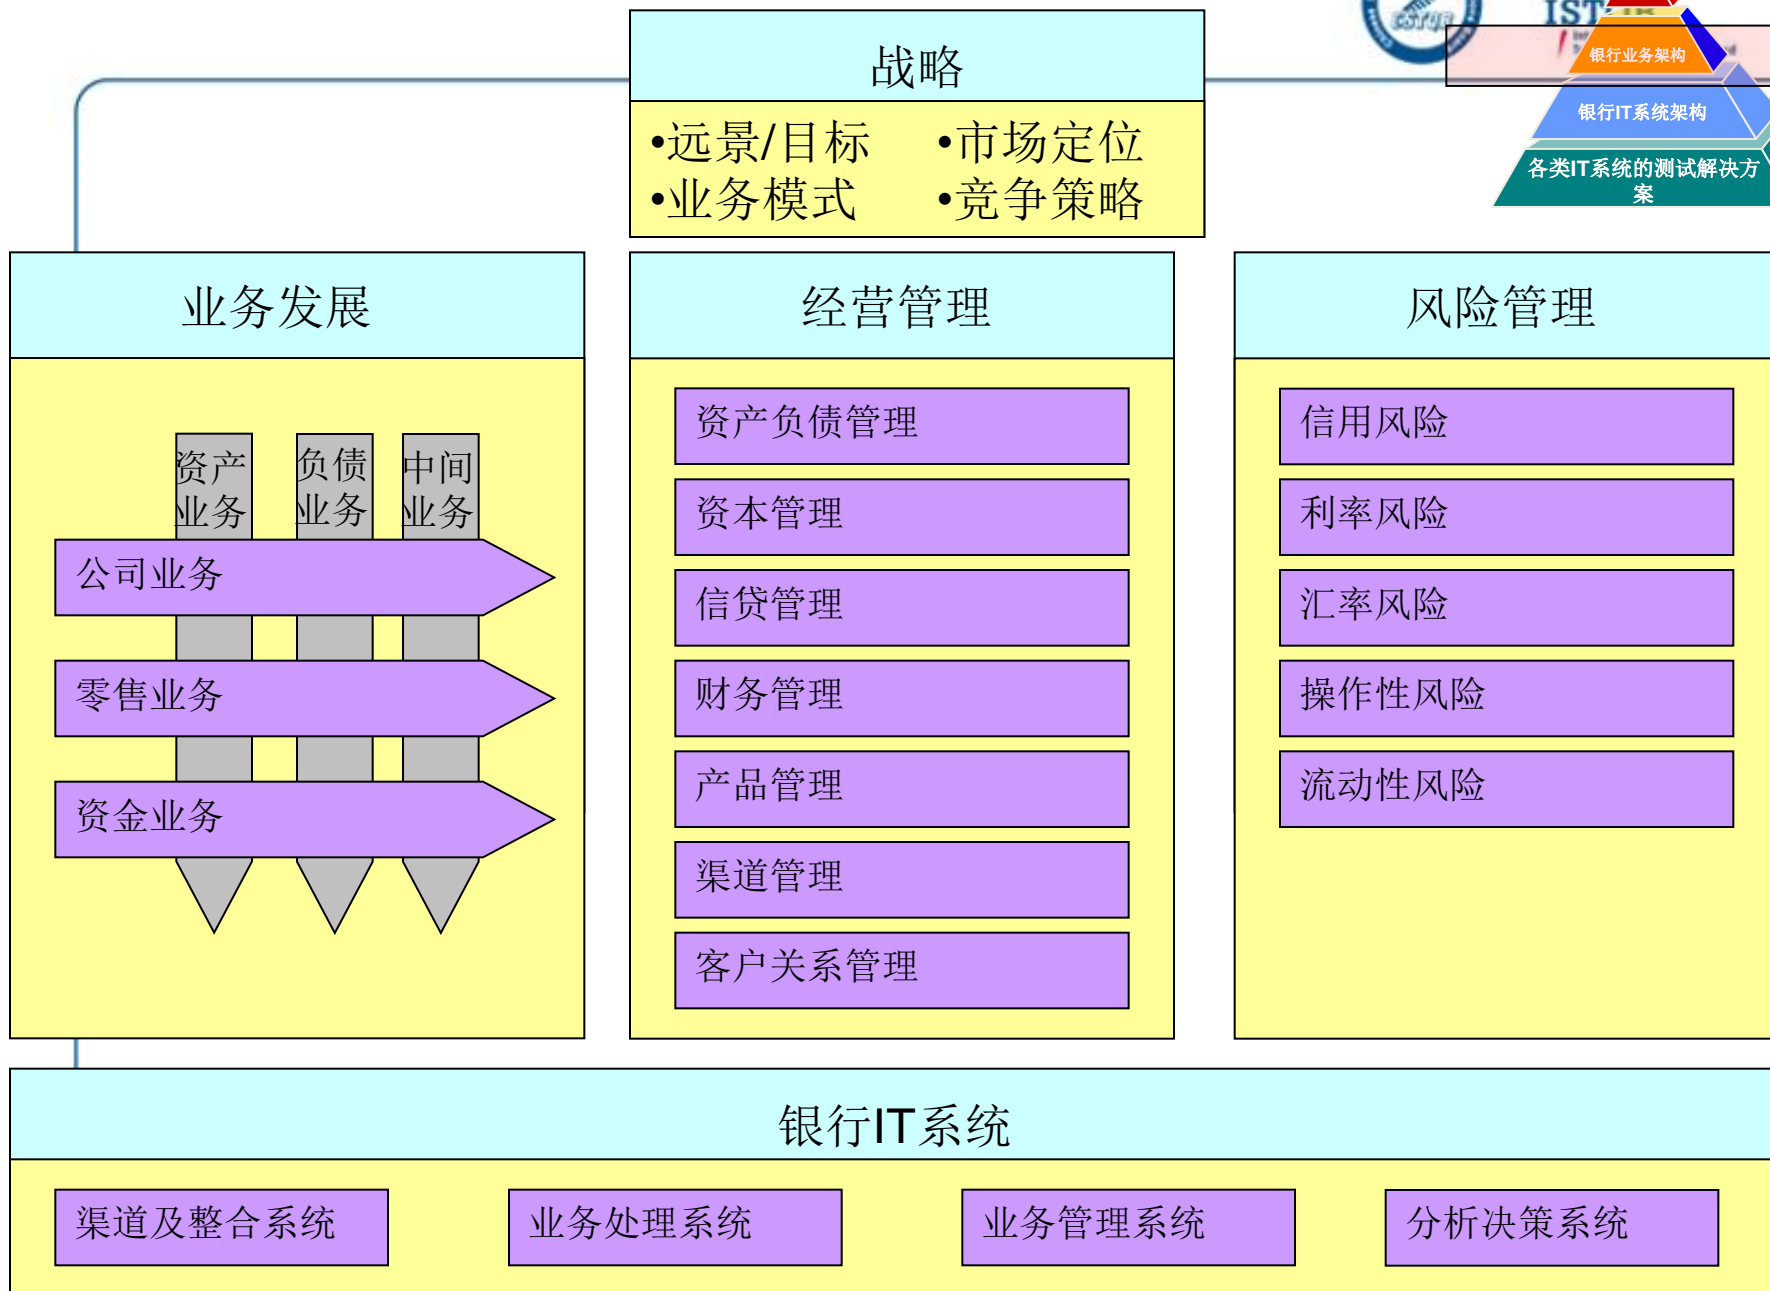 战略
•远景/目标 •市场定位
•业务模式 •竞争策略
CSTQB
银行业务架构
银行IT系统架构
各类IT系统的测试解决方
案
业务发展
资产
业务
负债
业务
中间
业务
公司业务
零售业务
资金业务
经营管理
资产负债管理
资本管理
信贷管理
财务管理
产品管理
渠道管理
客户关系管理
风险管理
信用风险
利率风险
汇率风险
操作性风险
流动性风险
银行IT系统
渠道及整合系统
业务处理系统
业务管理系统
分析决策系统